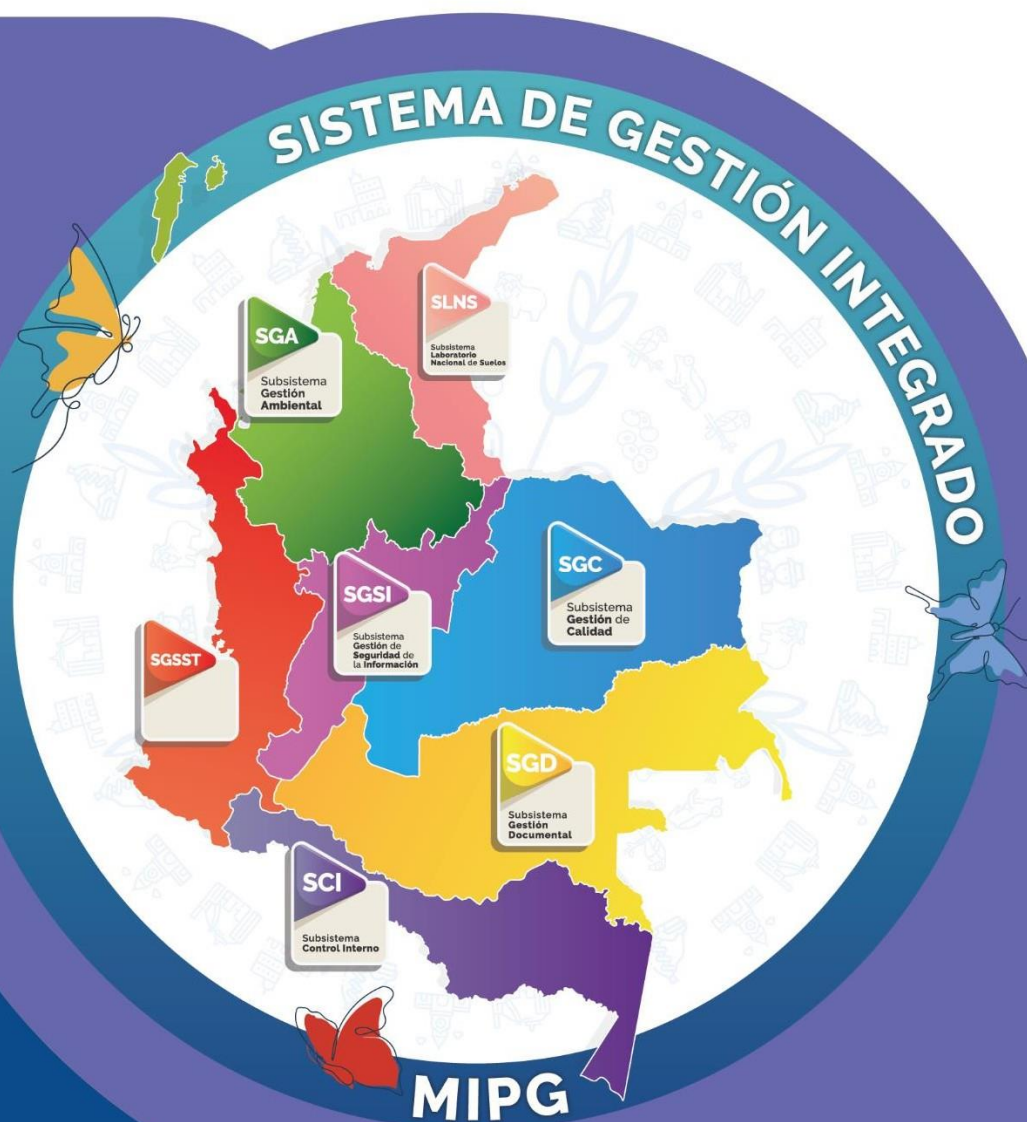 SISTEMA DE GESTIÓN INTEGRADO
SLNS
Subsistema
Laboratorio
Nacional de Suelos
SGA
Subsistema
Gestión
Ambiental
SGC
Subsistema
Gestión de
Calidad
SGSI
Subsistema
Gestión de
Seguridad de
la Información
SGSST
SGD
Subsistema
Gestión
Documental
SCI
Subsistema
Control Interno
MIPG